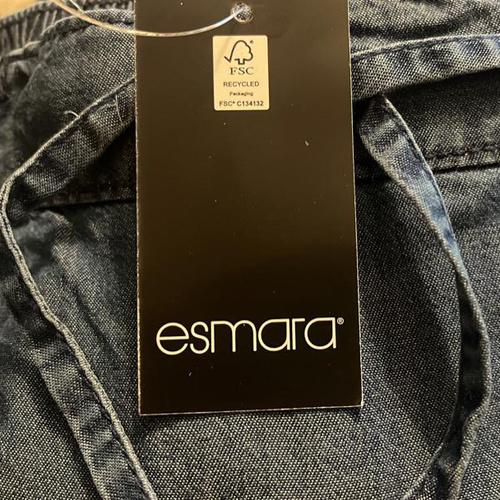 FSC
RECYCLED
Packaging
FSC® C134132
esmara®